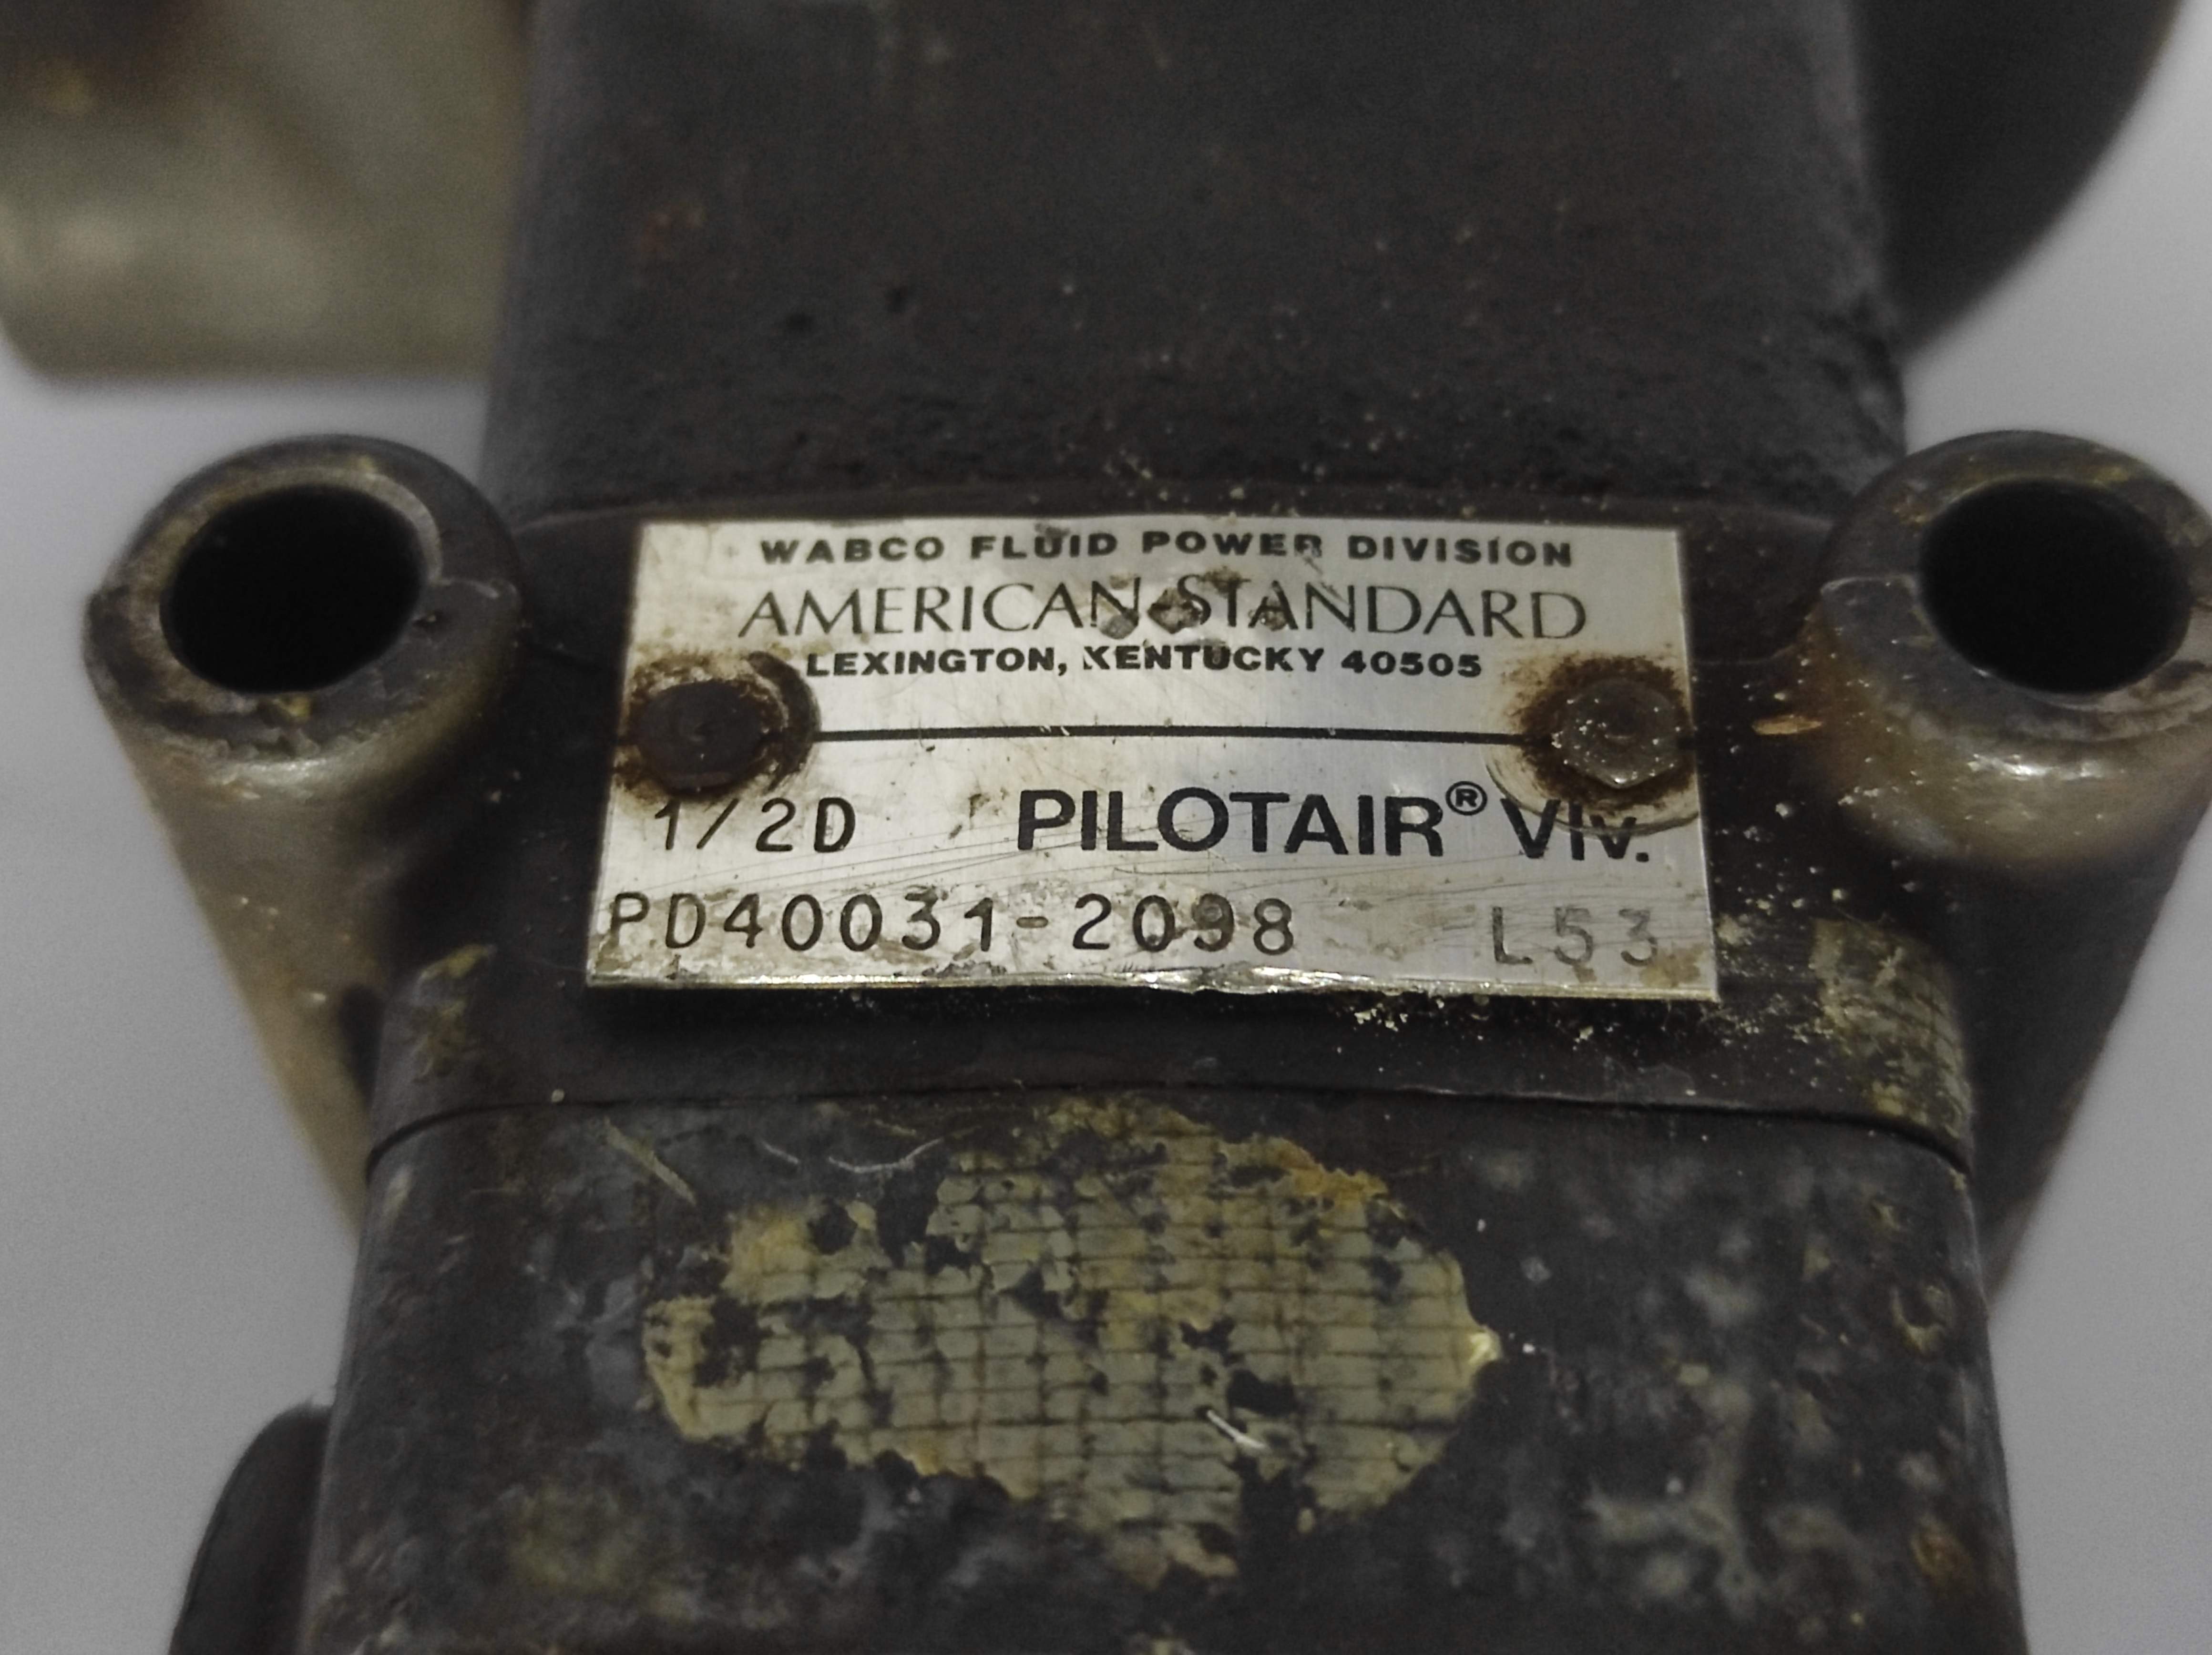 WABCO FLUID POWER DIVISION
AMERICAN-STANDARD
LEXINGTON, KENTUCKY 40505
1/2D PILOTAIR® Vlv.
PD40031-2098 L53